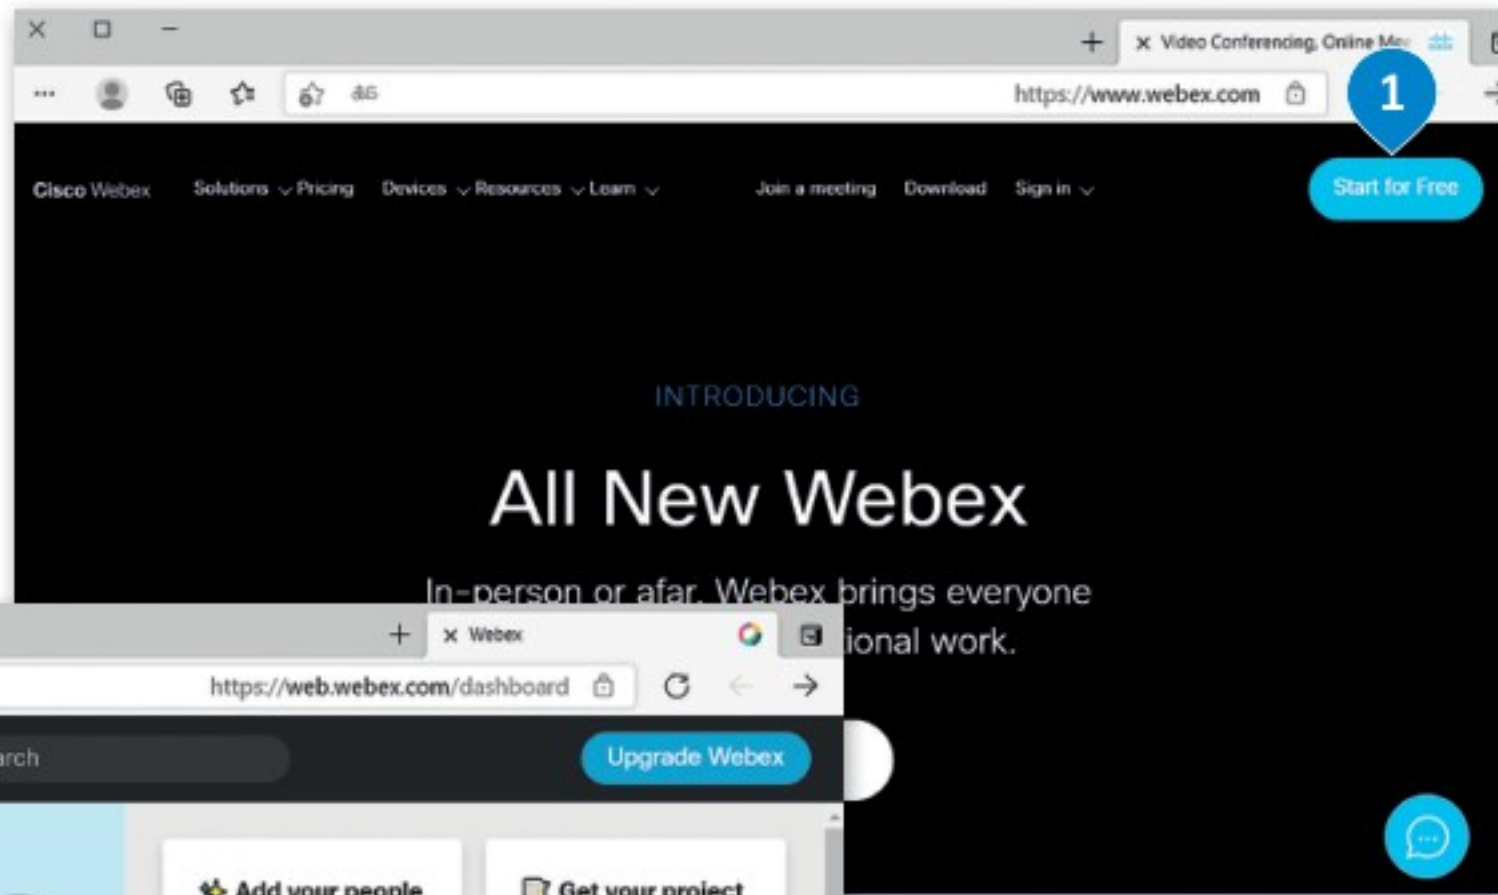 Video Conferencing, Online Mee
https://www.webex.com
1
Cisco Webex Solutions Pricing Devices Resources Learn Join a meeting Download Sign in Start for Free
INTRODUCING
All New Webex
In-person or afar, Webex brings everyone
ional work.
Webex
https://web.webex.com/dashboard
arch Upgrade Webex
Add your people Get your project